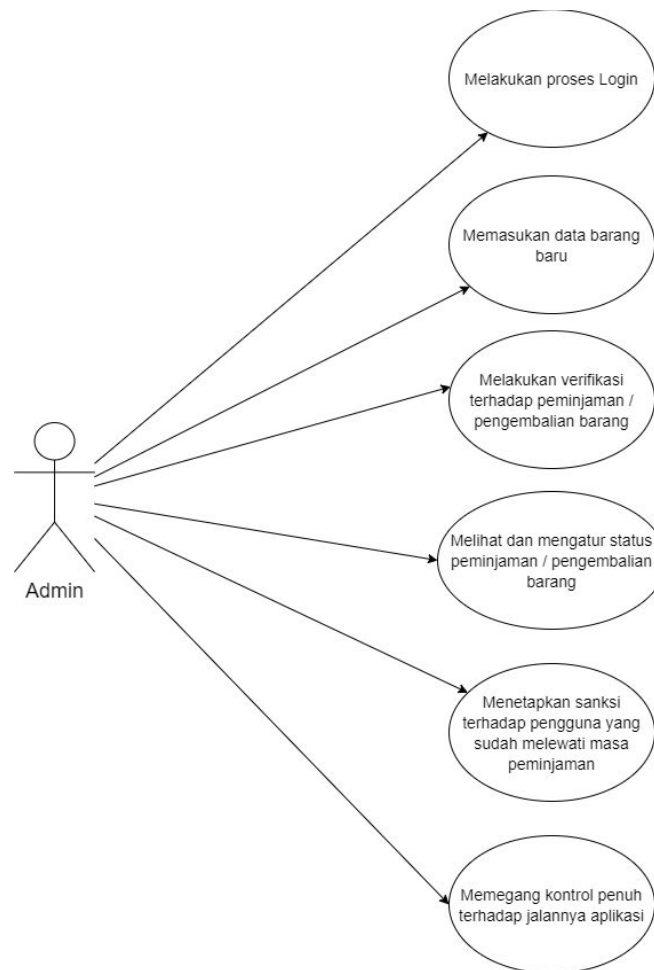 Melakukan proses Login
Memasukan data barang
baru
Melakukan verifikasi
terhadap peminjaman /
pengembalian barang
Admin
Melihat dan mengatur status
peminjaman / pengembalian
barang
Menetapkan sanksi
terhadap pengguna yang
sudah melewati masa
peminjaman
Memegang kontrol penuh
terhadap jalannya aplikasi